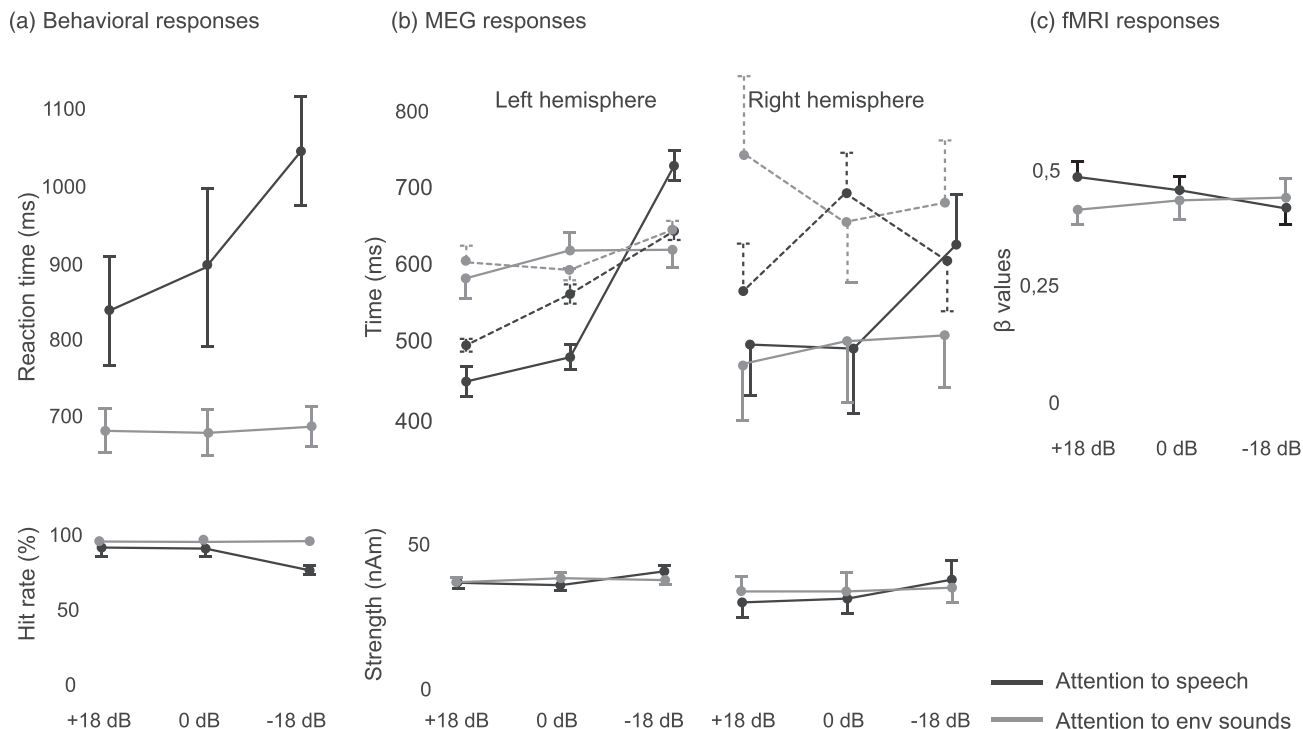 (a) Behavioral responses
(b) MEG responses
(c) fMRI responses
Reaction time (ms)
1100
1000
900
800
700
Hit rate (%)
100
50
0
+18 dB 0 dB -18 dB
Left hemisphere
Right hemisphere
Time (ms)
800
700
600
500
400
Strength (nAm)
50
0
+18 dB 0 dB -18 dB
+18 dB 0 dB -18 dB
β values
0,5
0,25
0
+18 dB 0 dB -18 dB
Attention to speech
Attention to env sounds